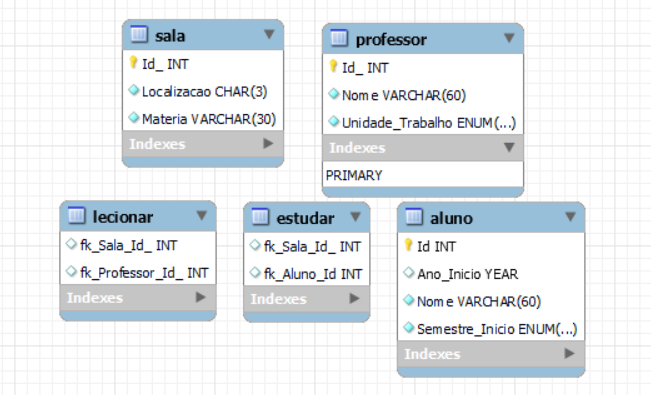 sala
Id_ INT
Localizacao CHAR(3)
Materia VARCHAR(30)
Indexes
professor
Id_ INT
Nome VARCHAR(60)
Unidade_Trabalho ENUM(...)
Indexes
PRIMARY
lecionar
fk_Sala_Id_ INT
fk_Professor_Id_ INT
Indexes
estudar
fk_Sala_Id_ INT
fk_Aluno_Id INT
Indexes
aluno
Id INT
Ano_Inicio YEAR
Nome VARCHAR(60)
Semestre_Inicio ENUM(...)
Indexes